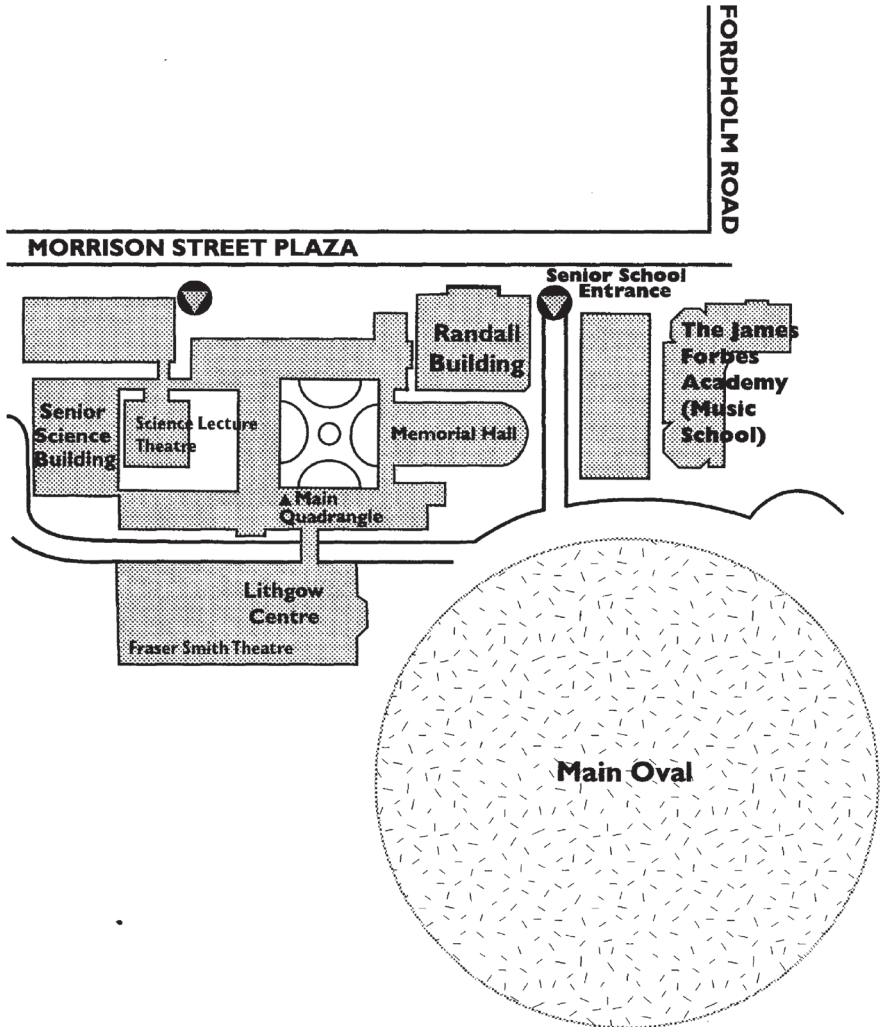 FORDHOLM ROAD
MORRISON STREET PLAZA
Senior School
Entrance
Randall
Building
The James
Forbes
Academy
(Music
School)
Senior
Science
Building
Science Lecture
Theatre
Memorial Hall
Main
Quadrangle
Lithgow
Centre
Fraser Smith Theatre
Main Oval